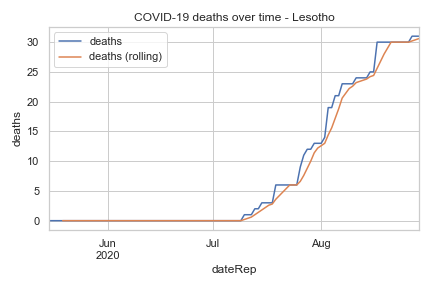 COVID-19 deaths over time - Lesotho
deaths
deaths (rolling)
deaths
30
25
20
15
10
5
0
Jun
2020
Jul
Aug
dateRep